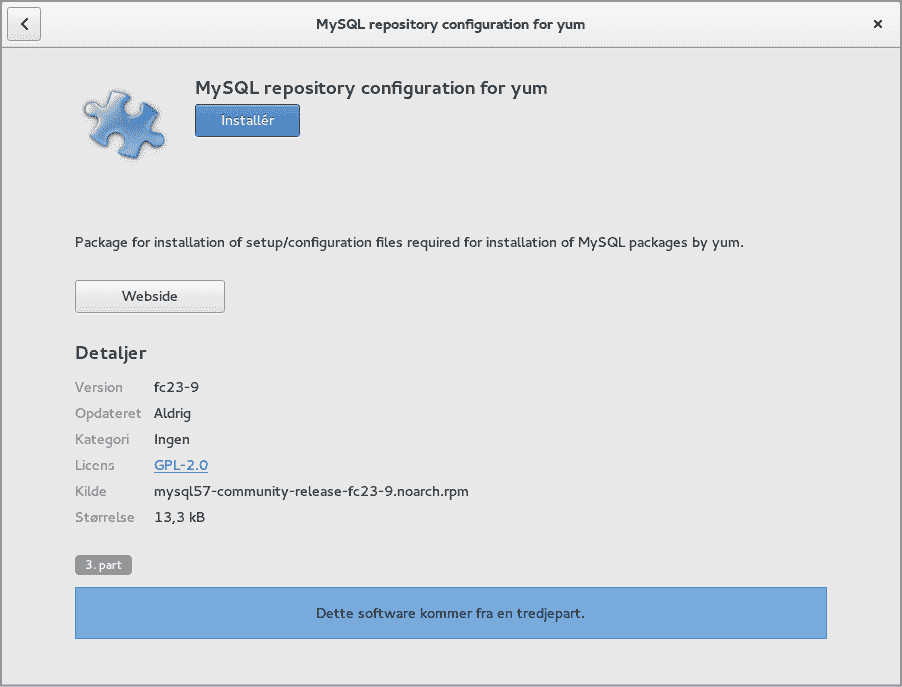 MySQL repository configuration for yum
MySQL repository configuration for yum
Installér
Package for installation of setup/configuration files required for installation of MySQL packages by yum.
Webside
Detaljer
Version fc23-9
Opdateret Aldrig
Kategori Ingen
Licens GPL-2.0
Kilde mysql57-community-release-fc23-9.noarch.rpm
Størrelse 13,3 kB
3. part
Dette software kommer fra en tredjepart.